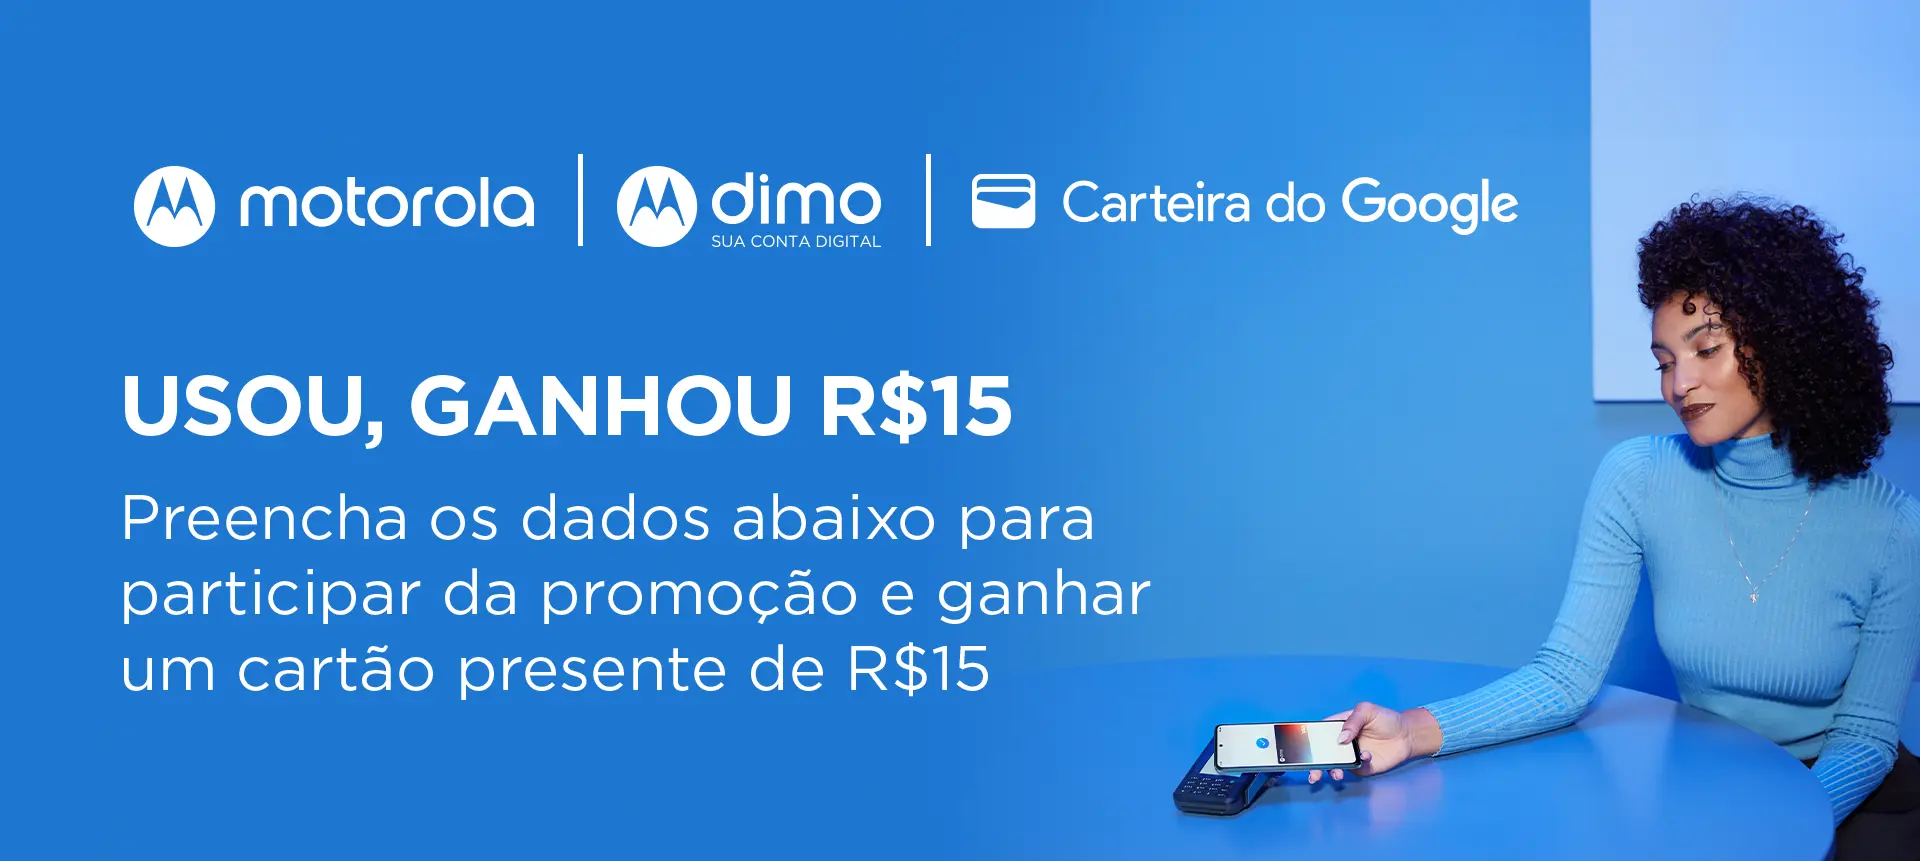 motorola
dimo
SUA CONTA DIGITAL
Carteira do Google
USOU, GANHOU R$15
Preencha os dados abaixo para
participar da promoção e ganhar
um cartão presente de R$15